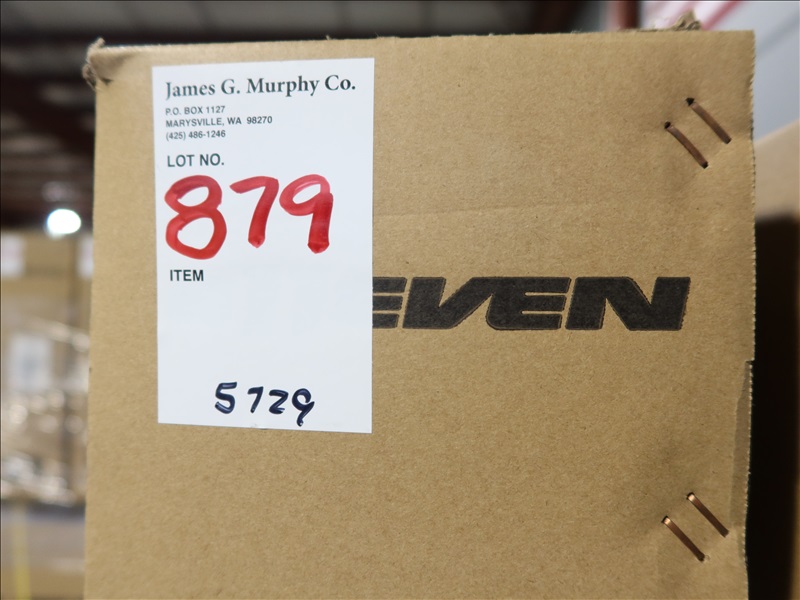 James G. Murphy Co.
P.O. BOX 1127
MARYSVILLE, WA 98270
(425) 486-1246
LOT NO.
879
ITEM
EVEN
5729